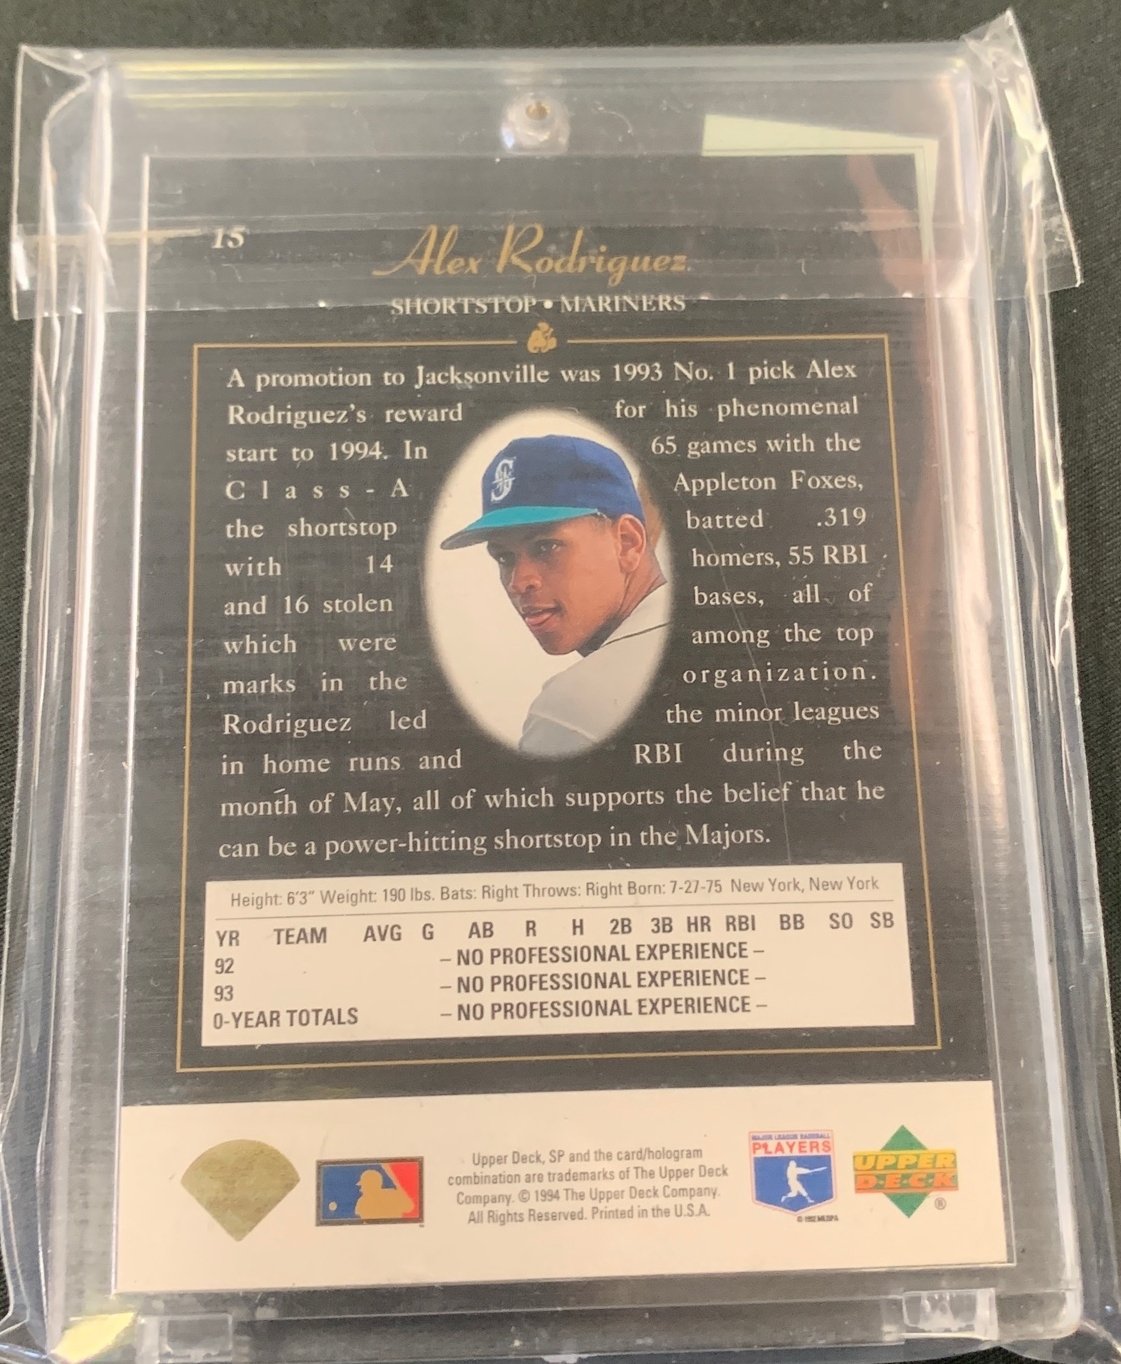 15
Alex Rodriguez
SHORTSTOP • MARINERS
A promotion to Jacksonville was 1993 No. 1 pick Alex
Rodriguez's reward for his phenomenal
start to 1994. In 65 games with the
Class-A Appleton Foxes,
the shortstop batted .319
with 14 homers, 55 RBI
and 16 stolen bases, all of
which were among the top
marks in the organization.
Rodriguez led the minor leagues
in home runs and RBI during the
month of May, all of which supports the belief that he
can be a power-hitting shortstop in the Majors.
Height: 6'3" Weight: 190 lbs. Bats: Right Throws: Right Born: 7-27-75 New York, New York
YR TEAM AVG G AB R H 2B 3B HR RBI BB SO SB
92 – NO PROFESSIONAL EXPERIENCE –
93 – NO PROFESSIONAL EXPERIENCE –
0-YEAR TOTALS – NO PROFESSIONAL EXPERIENCE –
Upper Deck, SP and the card/hologram
combination are trademarks of The Upper Deck
Company. © 1994 The Upper Deck Company.
All Rights Reserved. Printed in the U.S.A.
MAJOR LEAGUE BASEBALL
PLAYERS
© 1992 MLBPA
UPPER
DECK
®